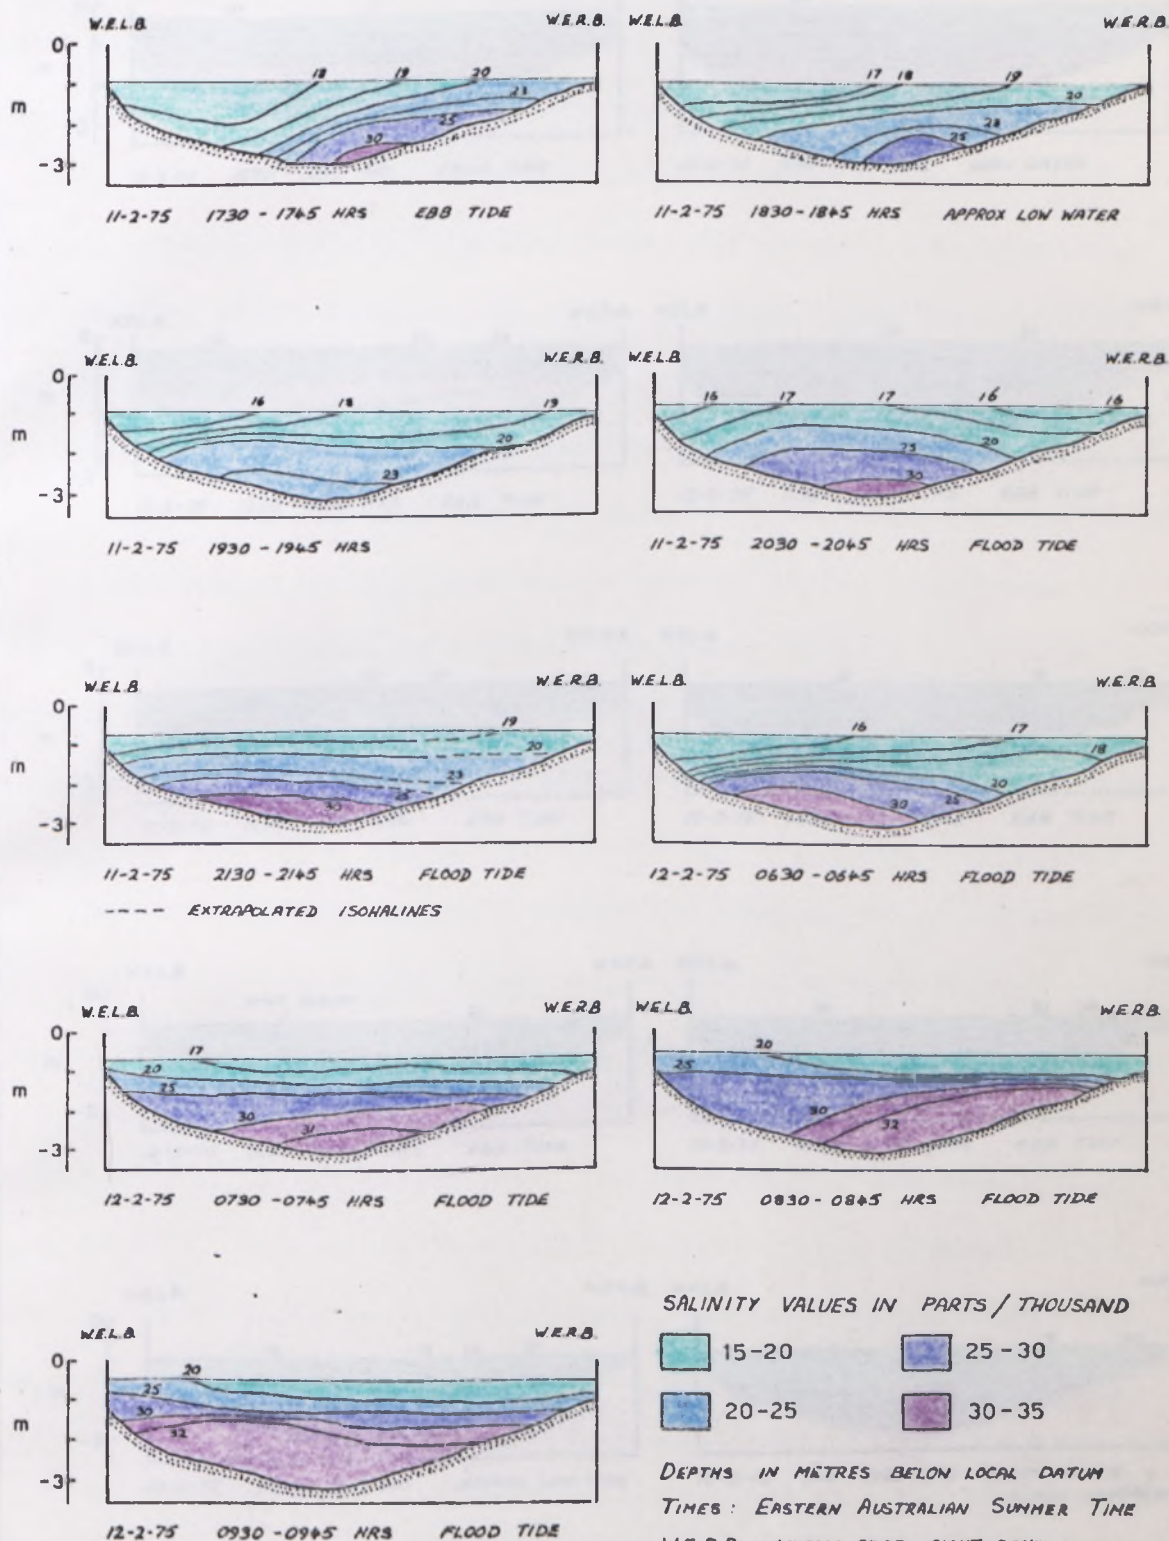 W.E.L.B. W.E.R.B. W.E.L.B. W.E.R.B.
0
m
-3
18 19 20 23 25 30
17 18 19 20 23 25
11-2-75 1730-1745 HRS EBB TIDE
11-2-75 1830-1845 HRS APPROX LOW WATER
W.E.L.B. W.E.R.B. W.E.L.B. W.E.R.B.
0
m
-3
16 18 19 20 23
16 17 17 16 16 25 20 30
11-2-75 1930-1945 HRS
11-2-75 2030-2045 HRS FLOOD TIDE
W.E.L.B. W.E.R.B. W.E.L.B. W.E.R.B.
0
m
-3
19 20 23 25 30
16 17 18 20 25 30
11-2-75 2130-2145 HRS FLOOD TIDE
12-2-75 0630-0645 HRS FLOOD TIDE
---- EXTRAPOLATED ISOHALINES
W.E.L.B. W.E.R.B W.E.L.B. W.E.R.B.
0
m
-3
17 20 25 30 31
20 25 30 32
12-2-75 0730-0745 HRS FLOOD TIDE
12-2-75 0830-0845 HRS FLOOD TIDE
W.E.L.B. W.E.R.B.
0
m
-3
20 25 30 32
12-2-75 0930-0945 HRS FLOOD TIDE
SALINITY VALUES IN PARTS / THOUSAND
15-20 25-30
20-25 30-35
DEPTHS IN METRES BELOW LOCAL DATUM
TIMES: EASTERN AUSTRALIAN SUMMER TIME